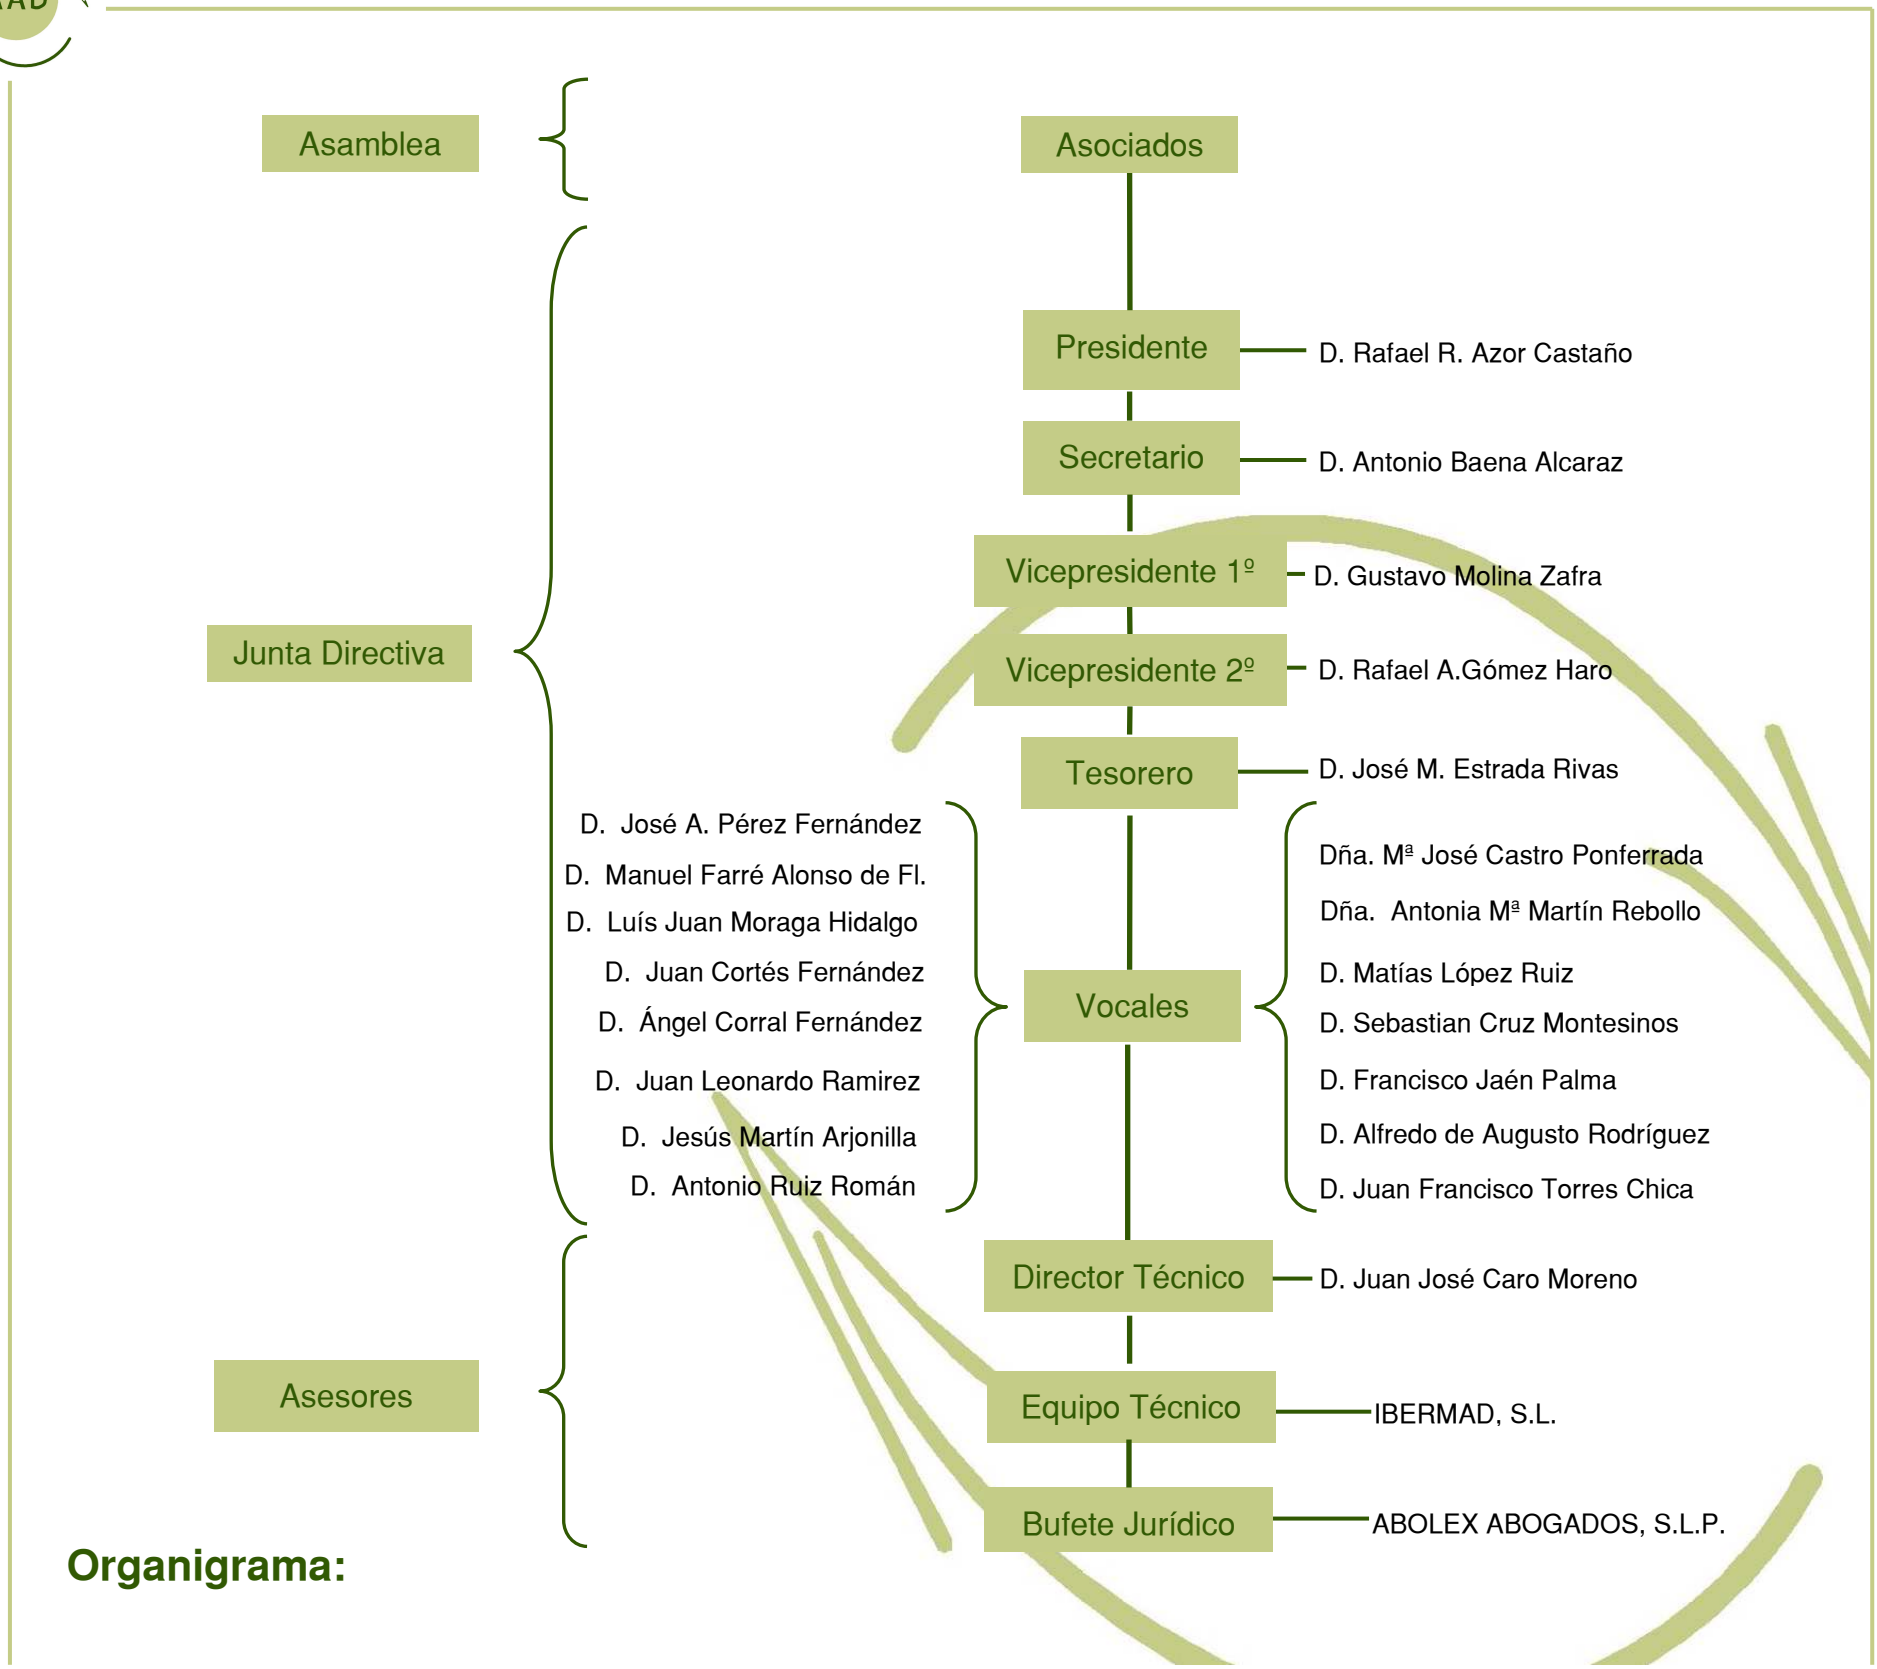 Asamblea
Asociados
Presidente
D. Rafael R. Azor Castaño
Secretario
D. Antonio Baena Alcaraz
Vicepresidente 1º
D. Gustavo Molina Zafra
Junta Directiva
Vicepresidente 2º
D. Rafael A.Gómez Haro
Tesorero
D. José M. Estrada Rivas
D. José A. Pérez Fernández
D. Manuel Farré Alonso de Fl.
D. Luís Juan Moraga Hidalgo
D. Juan Cortés Fernández
D. Ángel Corral Fernández
D. Juan Leonardo Ramirez
D. Jesús Martín Arjonilla
D. Antonio Ruiz Román
Vocales
Dña. Mª José Castro Ponferrada
Dña. Antonia Mª Martín Rebollo
D. Matías López Ruiz
D. Sebastian Cruz Montesinos
D. Francisco Jaén Palma
D. Alfredo de Augusto Rodríguez
D. Juan Francisco Torres Chica
Director Técnico
D. Juan José Caro Moreno
Asesores
Equipo Técnico
IBERMAD, S.L.
Bufete Jurídico
ABOLEX ABOGADOS, S.L.P.
Organigrama: